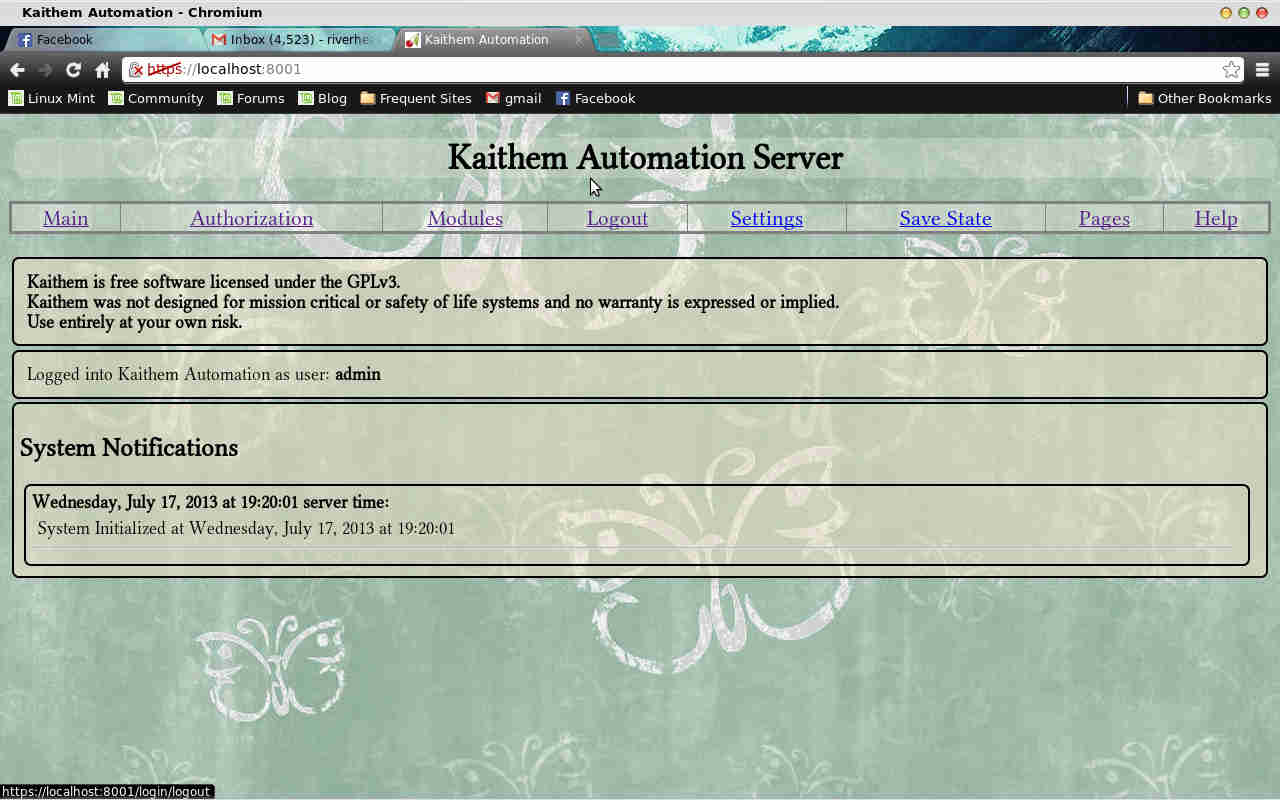 Kaithem Automation - Chromium
Facebook
Inbox (4,523) - riverhe
Kaithem Automation
https://localhost:8001
Linux Mint Community Forums Blog Frequent Sites gmail Facebook Other Bookmarks
Kaithem Automation Server
Main Authorization Modules Logout Settings Save State Pages Help
Kaithem is free software licensed under the GPLv3.
Kaithem was not designed for mission critical or safety of life systems and no warranty is expressed or implied.
Use entirely at your own risk.
Logged into Kaithem Automation as user: admin
System Notifications
Wednesday, July 17, 2013 at 19:20:01 server time:
System Initialized at Wednesday, July 17, 2013 at 19:20:01
https://localhost:8001/login/logout